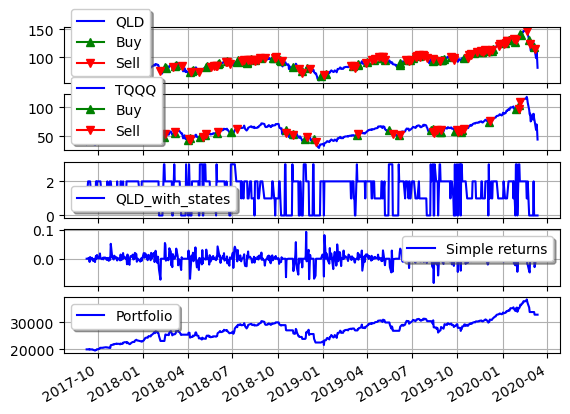 QLD
Buy
Sell
150
100
TQQQ
Buy
Sell
100
50
QLD_with_states
2
0
Simple returns
0.1
0.0
Portfolio
30000
20000
2017-10
2018-01
2018-04
2018-07
2018-10
2019-01
2019-04
2019-07
2019-10
2020-01
2020-04